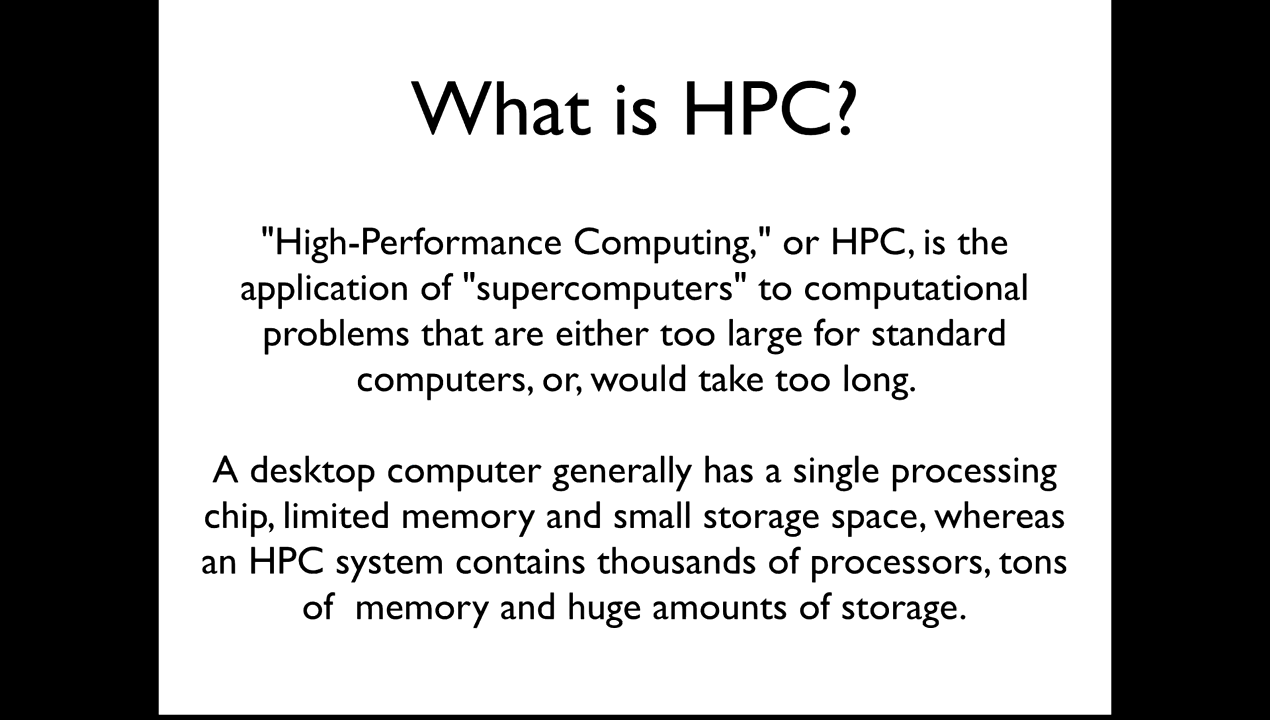 What is HPC?
"High-Performance Computing," or HPC, is the
application of "supercomputers" to computational
problems that are either too large for standard
computers, or, would take too long.
A desktop computer generally has a single processing
chip, limited memory and small storage space, whereas
an HPC system contains thousands of processors, tons
of  memory and huge amounts of storage.